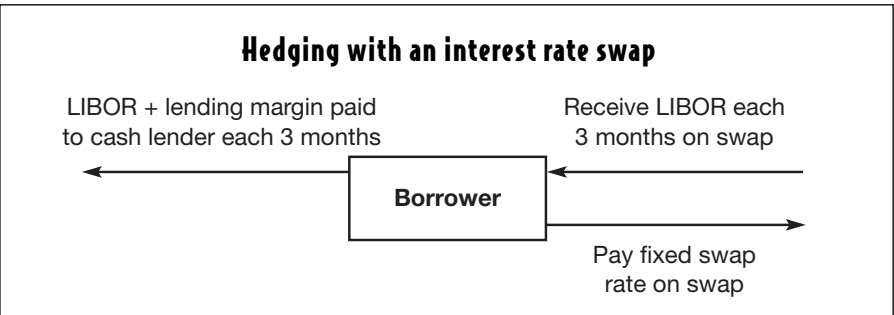 Hedging with an interest rate swap
LIBOR + lending margin paid
to cash lender each 3 months
Receive LIBOR each
3 months on swap
Borrower
Pay fixed swap
rate on swap